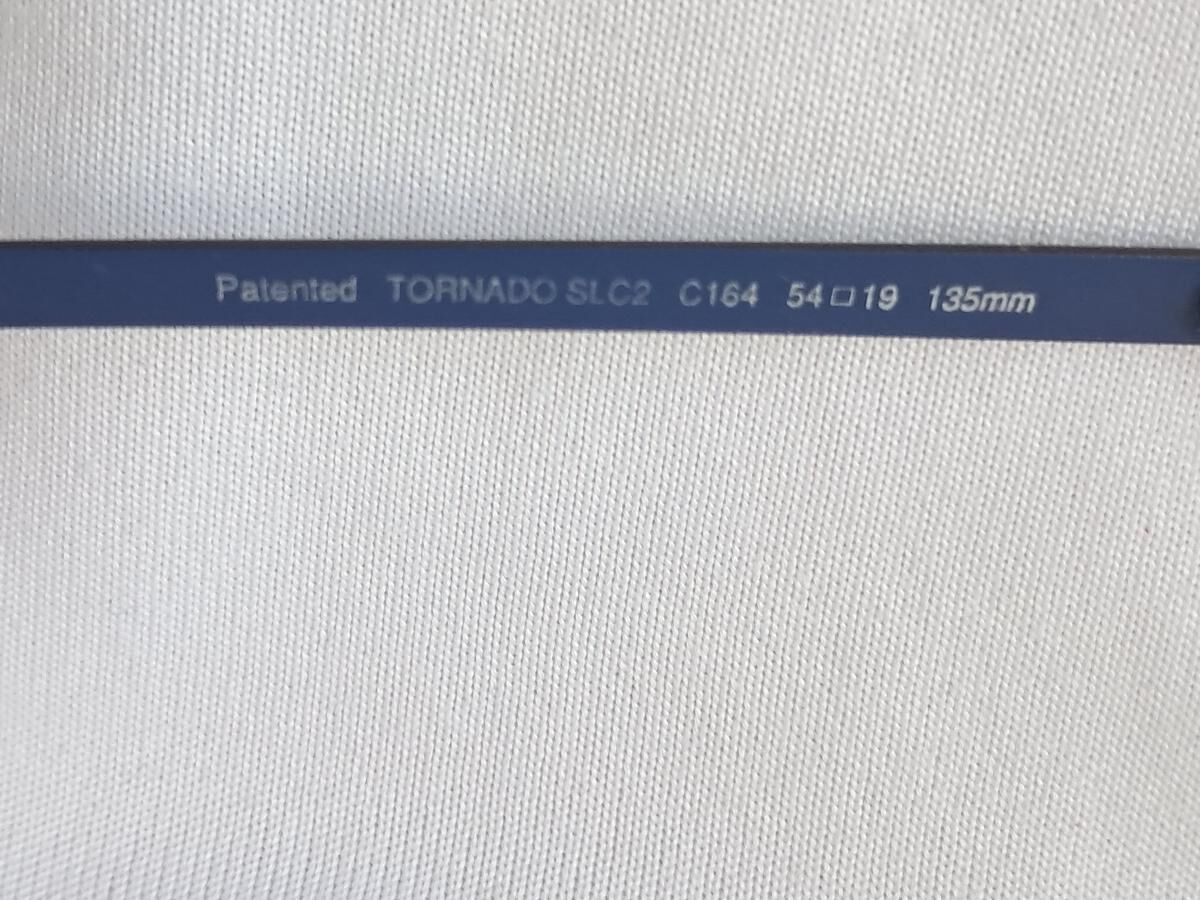 Patented TORNADO SLC2 C164 54□19 135mm